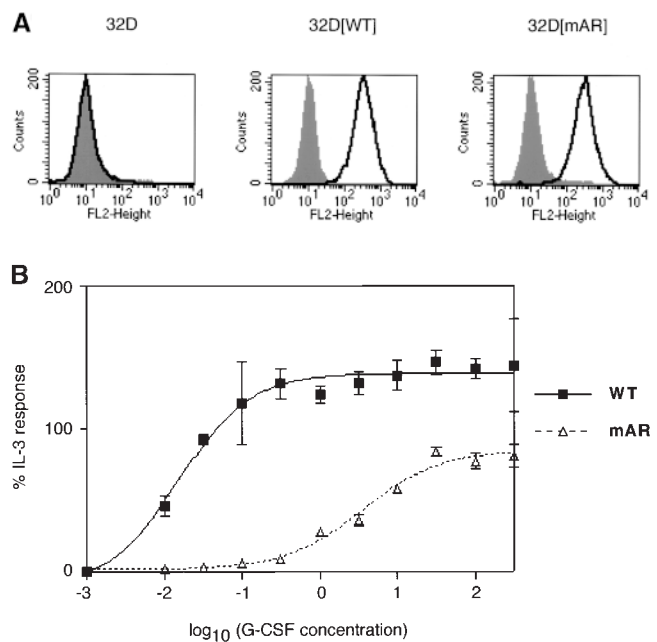 A
32D
32D[WT]
32D[mAR]
200
Counts
0
10^0 10^1 10^2 10^3 10^4
FL2-Height
200
Counts
0
10^0 10^1 10^2 10^3 10^4
FL2-Height
200
Counts
0
10^0 10^1 10^2 10^3 10^4
FL2-Height
B
200
100
0
% IL-3 response
-3 -2 -1 0 1 2
log10 (G-CSF concentration)
WT
mAR